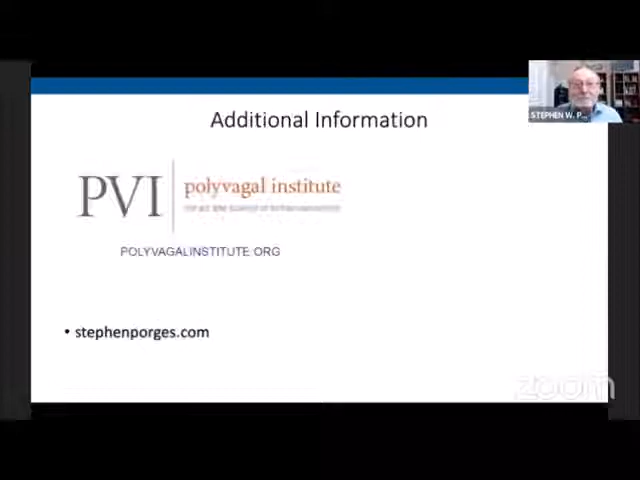 Additional Information
STEPHEN W. P...
PVI
polyvagal institute
POLYVAGALINSTITUTE.ORG
• stephenporges.com
zoom